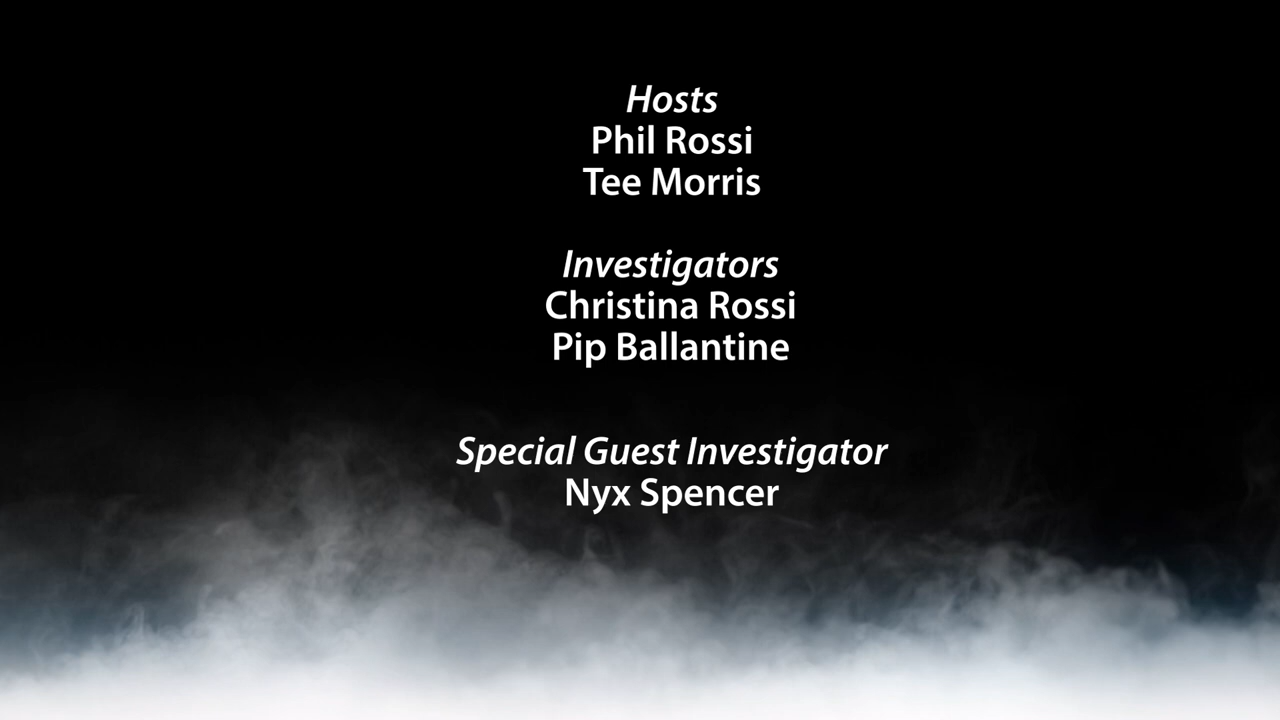 Hosts
Phil Rossi
Tee Morris
Investigators
Christina Rossi
Pip Ballantine
Special Guest Investigator
Nyx Spencer